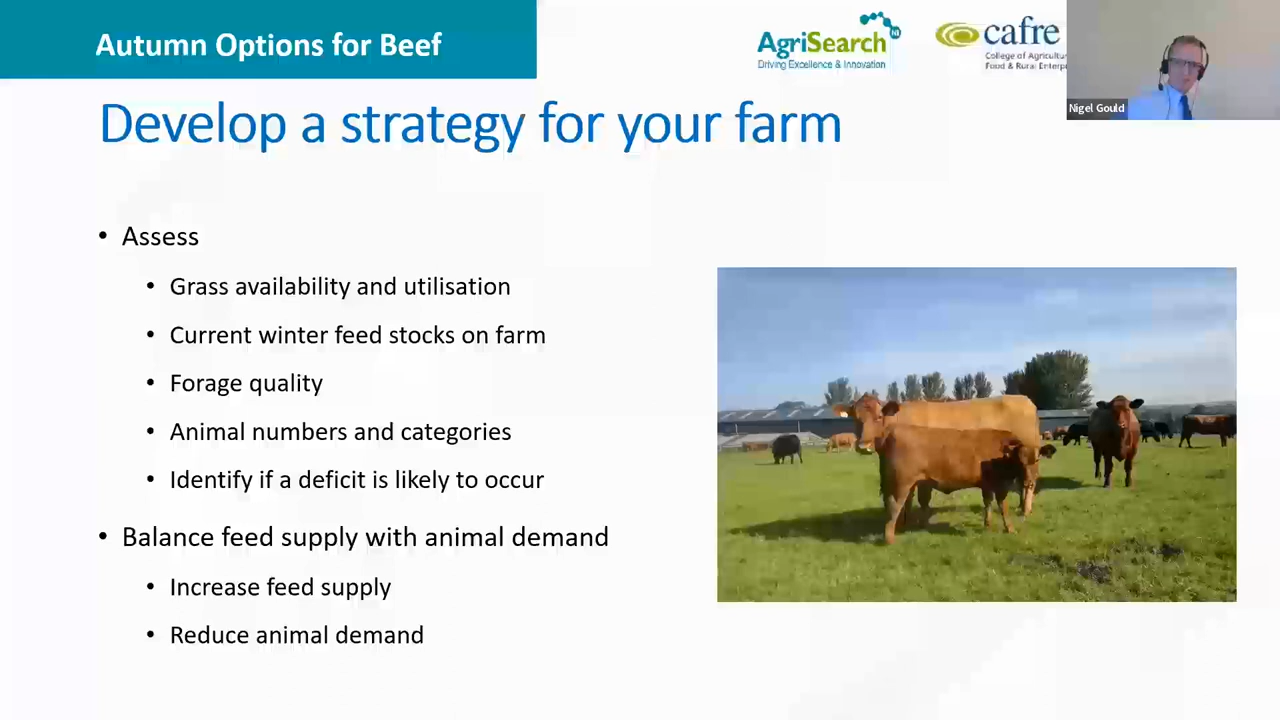 Autumn Options for Beef
AgriSearch NI
Driving Excellence & Innovation
cafre
College of Agricultu
Food & Rural Enterp
Nigel Gould
Develop a strategy for your farm
• Assess
• Grass availability and utilisation
• Current winter feed stocks on farm
• Forage quality
• Animal numbers and categories
• Identify if a deficit is likely to occur
• Balance feed supply with animal demand
• Increase feed supply
• Reduce animal demand